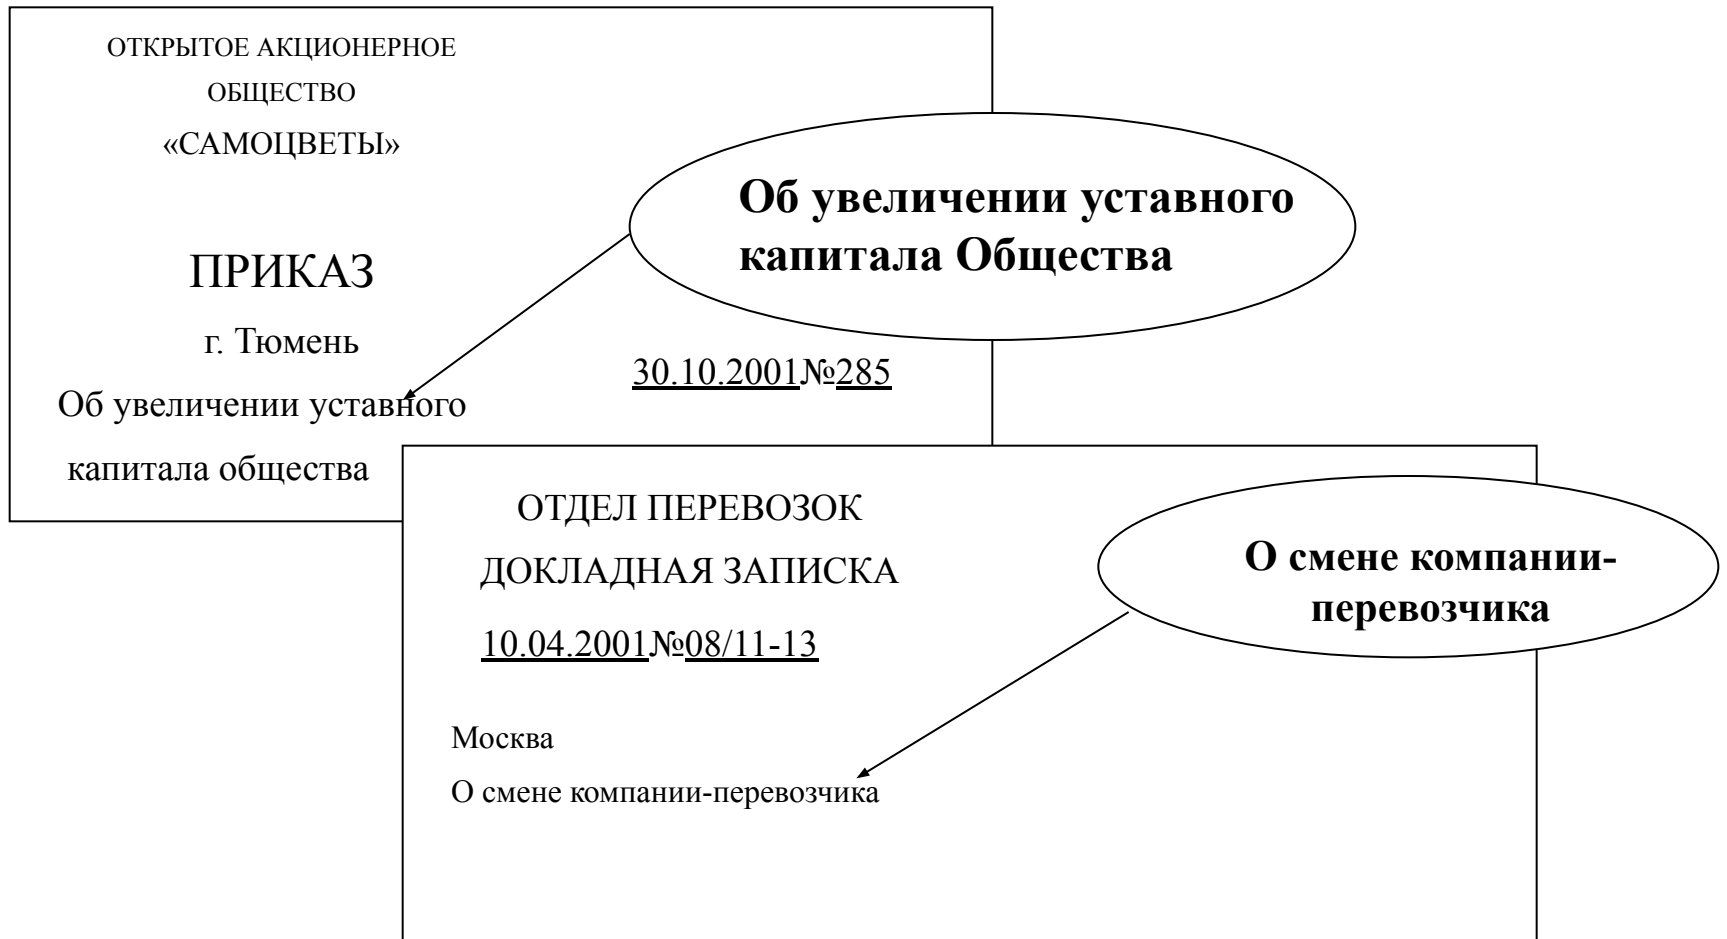 ОТКРЫТОЕ АКЦИОНЕРНОЕ
ОБЩЕСТВО
«САМОЦВЕТЫ»
Об увеличении уставного
капитала Общества
ПРИКАЗ
г. Тюмень
30.10.2001№285
Об увеличении уставного
капитала общества
ОТДЕЛ ПЕРЕВОЗОК
ДОКЛАДНАЯ ЗАПИСКА
10.04.2001№08/11-13
О смене компании-
перевозчика
Москва
О смене компании-перевозчика